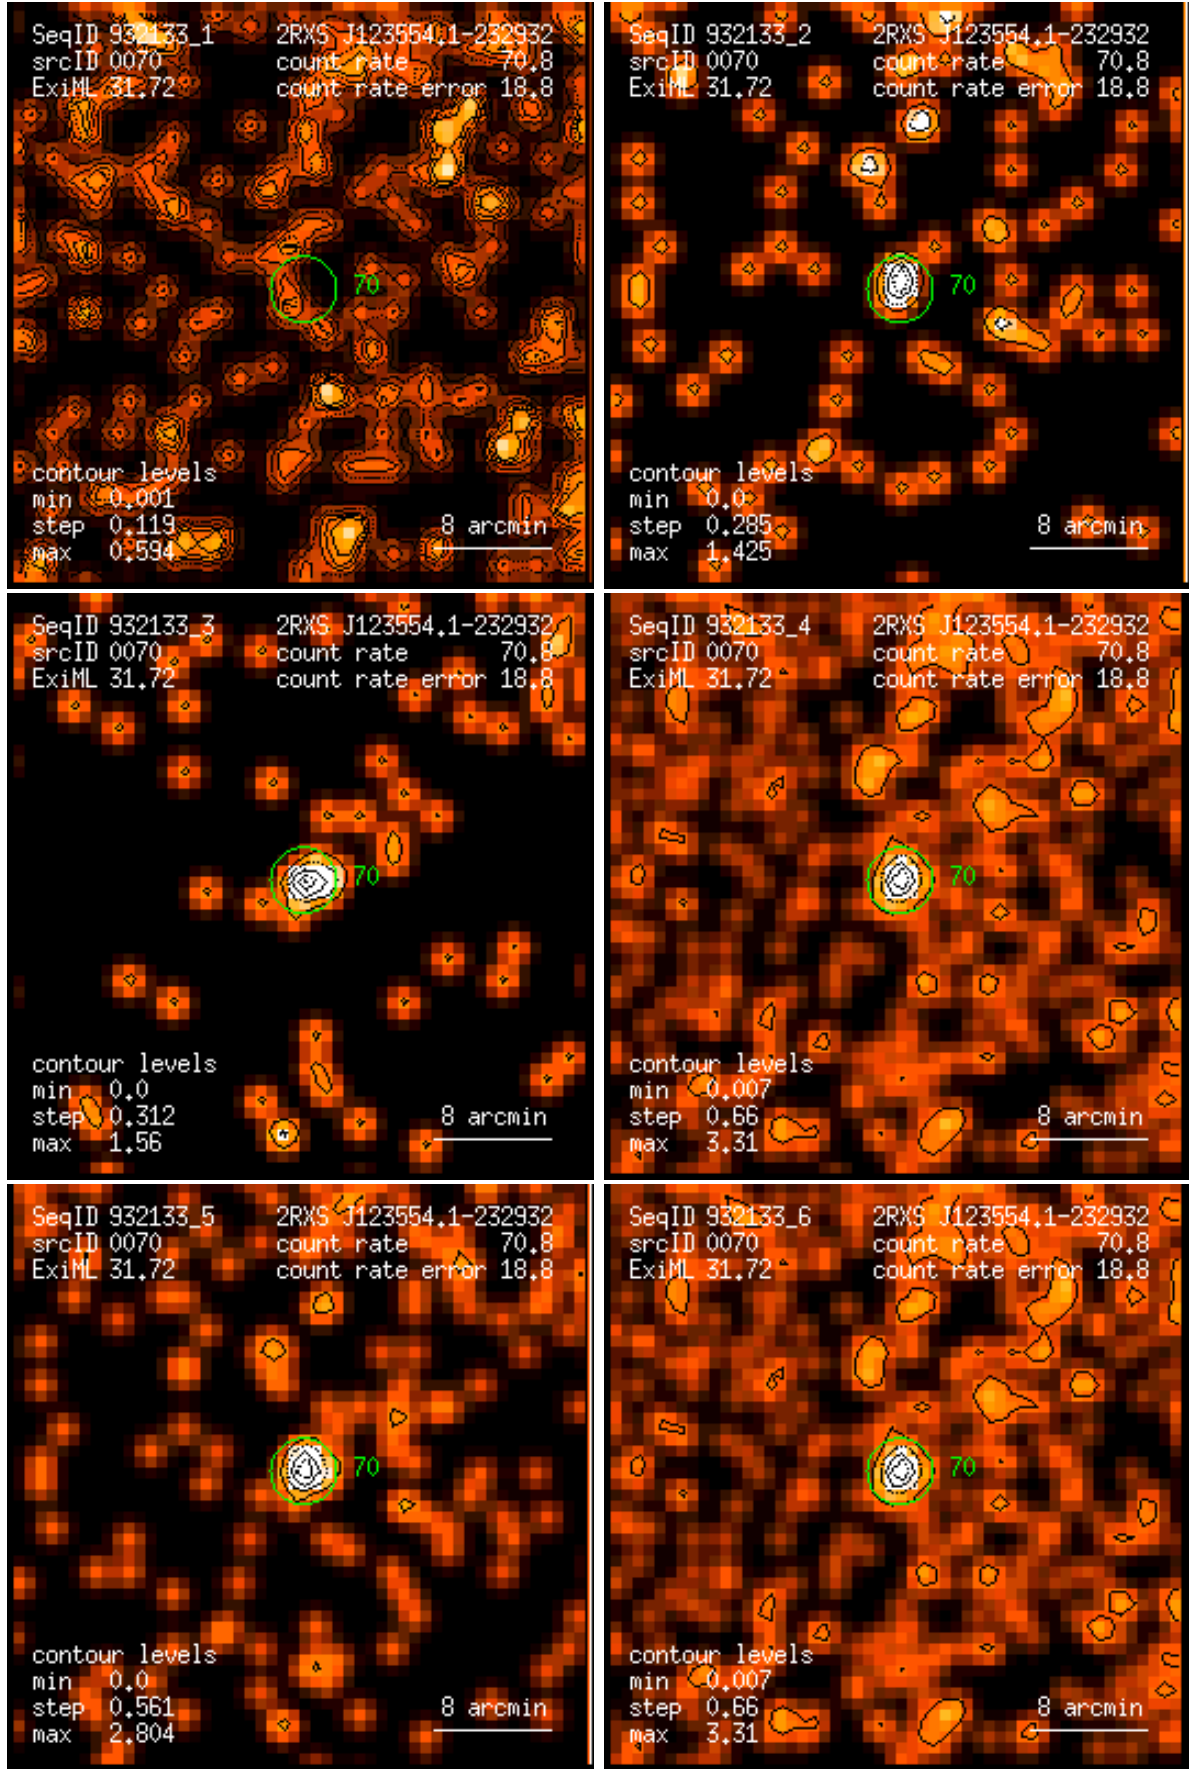 SeqID 932133_1 2RXS J123554.1-232932
srcID 0070 count rate 70.8
ExiML 31.72 count rate error 18.8
70
contour levels
min 0.001
step 0.119 8 arcmin
max 0.594
SeqID 932133_2 2RXS J123554.1-232932
srcID 0070 count rate 70.8
ExiML 31.72 count rate error 18.8
70
contour levels
min 0.0
step 0.285 8 arcmin
max 1.425
SeqID 932133_3 2RXS J123554.1-232932
srcID 0070 count rate 70.8
ExiML 31.72 count rate error 18.8
70
contour levels
min 0.0
step 0.312 8 arcmin
max 1.56
SeqID 932133_4 2RXS J123554.1-232932
srcID 0070 count rate 70.8
ExiML 31.72 count rate error 18.8
70
contour levels
min 0.007
step 0.66 8 arcmin
max 3.31
SeqID 932133_5 2RXS J123554.1-232932
srcID 0070 count rate 70.8
ExiML 31.72 count rate error 18.8
70
contour levels
min 0.0
step 0.561 8 arcmin
max 2.804
SeqID 932133_6 2RXS J123554.1-232932
srcID 0070 count rate 70.8
ExiML 31.72 count rate error 18.8
70
contour levels
min 0.007
step 0.66 8 arcmin
max 3.31